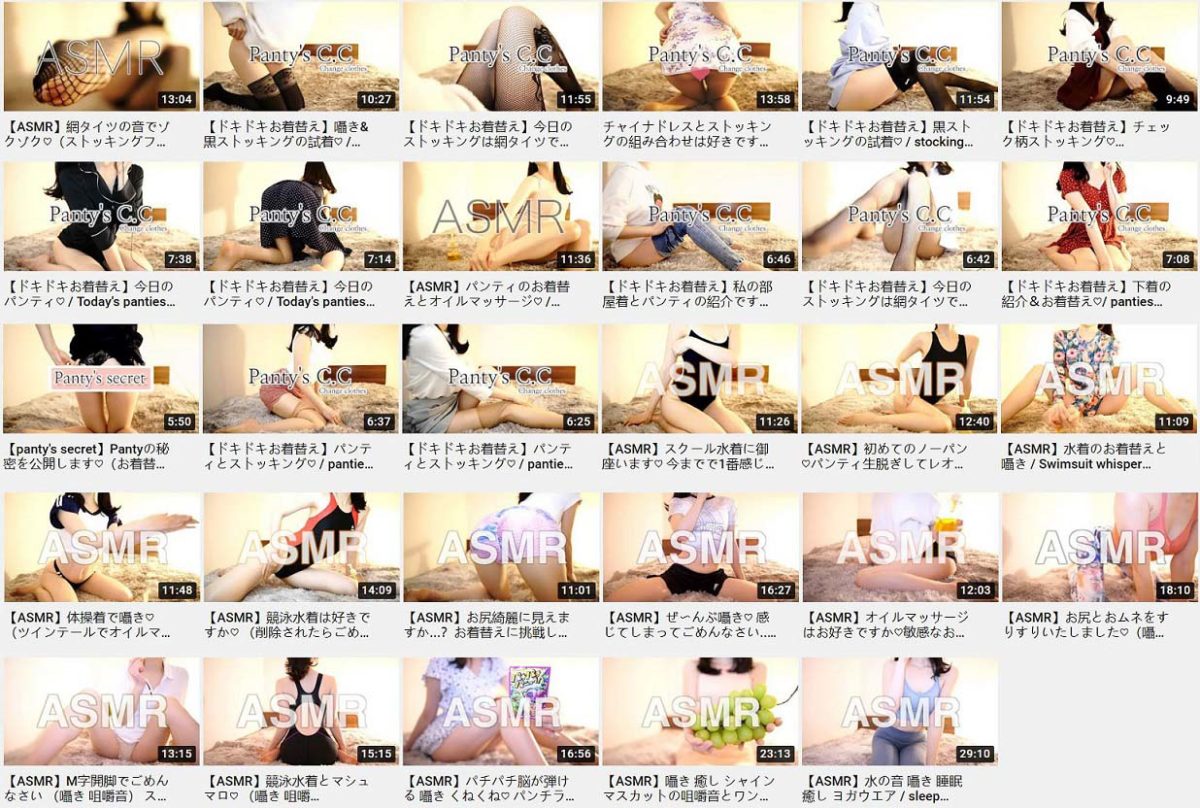 ASMR
13:04
【ASMR】網タイツの音でゾ
クゾク♡（ストッキングフ...
Panty's C.C
Change clothes
10:27
【ドキドキお着替え】囁き&
黒ストッキングの試着♡ /...
Panty's C.C
Change clothes
11:55
【ドキドキお着替え】今日の
ストッキングは網タイツで...
Panty's C.C
Change clothes
13:58
チャイナドレスとストッキン
グの組み合わせは好きです...
Panty's C.C
Change clothes
11:54
【ドキドキお着替え】黒スト
ッキングの試着♡ / stocking...
Panty's C.C
Change clothes
9:49
【ドキドキお着替え】チェッ
ク柄ストッキング♡...
Panty's C.C
Change clothes
7:38
【ドキドキお着替え】今日の
パンティ♡ / Today's panties...
Panty's C.C
Change clothes
7:14
【ドキドキお着替え】今日の
パンティ♡ / Today's panties...
ASMR
11:36
【ASMR】パンティのお着替
えとオイルマッサージ♡ /...
Panty's C.C
Change clothes
6:46
【ドキドキお着替え】私の部
屋着とパンティの紹介です...
Panty's C.C
Change clothes
6:42
【ドキドキお着替え】今日の
ストッキングは網タイツで...
Panty's C.C
Change clothes
7:08
【ドキドキお着替え】下着の
紹介＆お着替え♡ / panties...
Panty's secret
5:50
【panty's secret】Pantyの秘
密を公開します♡（お着替...
Panty's C.C
Change clothes
6:37
【ドキドキお着替え】パンテ
ィとストッキング♡ / pantie...
Panty's C.C
Change clothes
6:25
【ドキドキお着替え】パンテ
ィとストッキング♡ / pantie...
ASMR
11:26
【ASMR】スクール水着に御
座います♡ 今までで1番感じ...
ASMR
12:40
【ASMR】初めてのノーパン
♡パンティ生脱ぎしてレオ...
ASMR
11:09
【ASMR】水着のお着替えと
囁き / Swimsuit whisper...
ASMR
11:48
【ASMR】体操着で囁き♡
（ツインテールでオイルマ...
ASMR
14:09
【ASMR】競泳水着は好きで
すか♡ （削除されたらごめ...
ASMR
11:01
【ASMR】お尻綺麗に見えま
すか...？お着替えに挑戦し...
ASMR
16:27
【ASMR】ぜ〜んぶ囁き♡ 感
じてしまってごめんなさい.....
ASMR
12:03
【ASMR】オイルマッサージ
はお好きですか♡敏感なお...
ASMR
18:10
【ASMR】お尻とおムネをす
りすりいたしました♡（囁...
ASMR
13:15
【ASMR】M字開脚でごめん
なさい （囁き 咀嚼音） ス...
ASMR
15:15
【ASMR】競泳水着とマシュ
マロ♡ （囁き 咀嚼...
ASMR
16:56
【ASMR】パチパチ脳が弾け
る 囁き くねくね♡ パンチラ...
ASMR
23:13
【ASMR】囁き 癒し シャイン
マスカットの咀嚼音とワン...
ASMR
29:10
【ASMR】水の音 囁き 睡眠
癒し ヨガウエア / sleep...